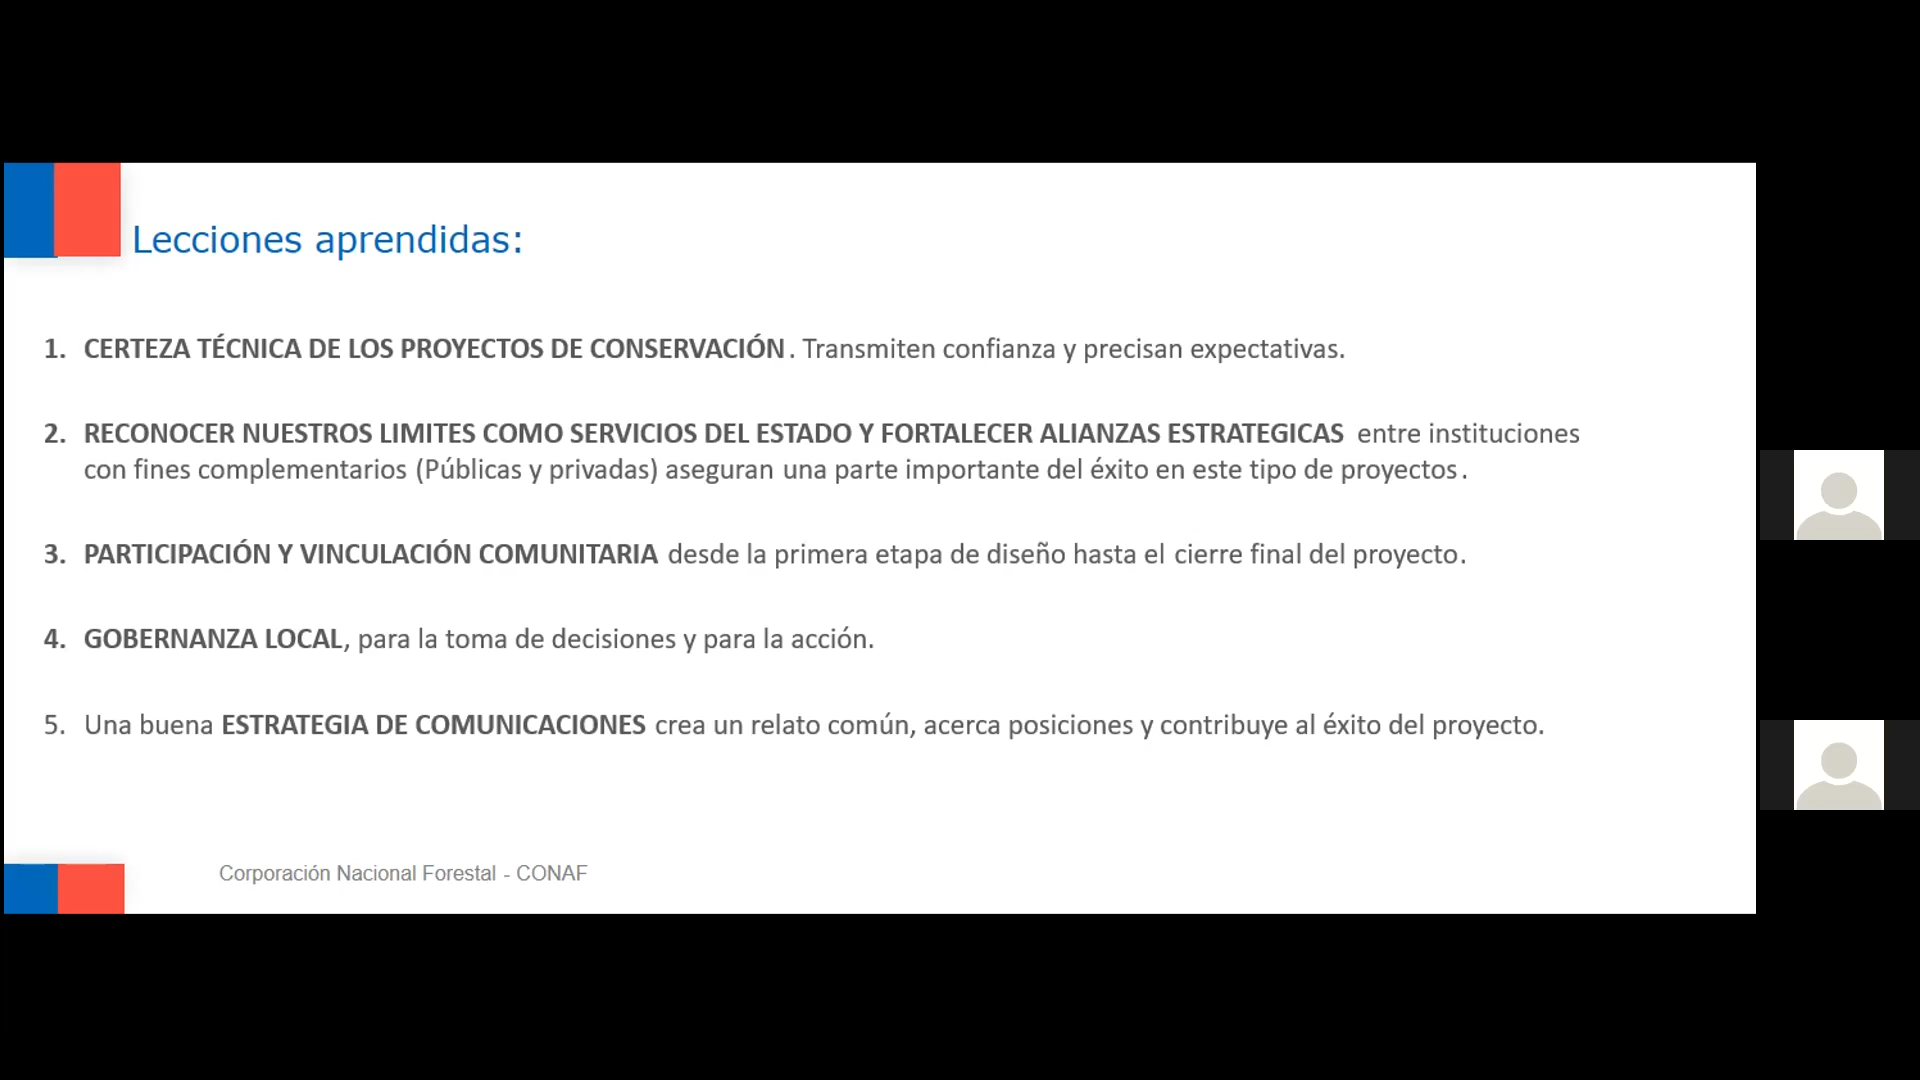 Lecciones aprendidas:
1. CERTEZA TÉCNICA DE LOS PROYECTOS DE CONSERVACIÓN. Transmiten confianza y precisan expectativas.
2. RECONOCER NUESTROS LIMITES COMO SERVICIOS DEL ESTADO Y FORTALECER ALIANZAS ESTRATEGICAS entre instituciones
con fines complementarios (Públicas y privadas) aseguran una parte importante del éxito en este tipo de proyectos.
3. PARTICIPACIÓN Y VINCULACIÓN COMUNITARIA desde la primera etapa de diseño hasta el cierre final del proyecto.
4. GOBERNANZA LOCAL, para la toma de decisiones y para la acción.
5. Una buena ESTRATEGIA DE COMUNICACIONES crea un relato común, acerca posiciones y contribuye al éxito del proyecto.
Corporación Nacional Forestal - CONAF